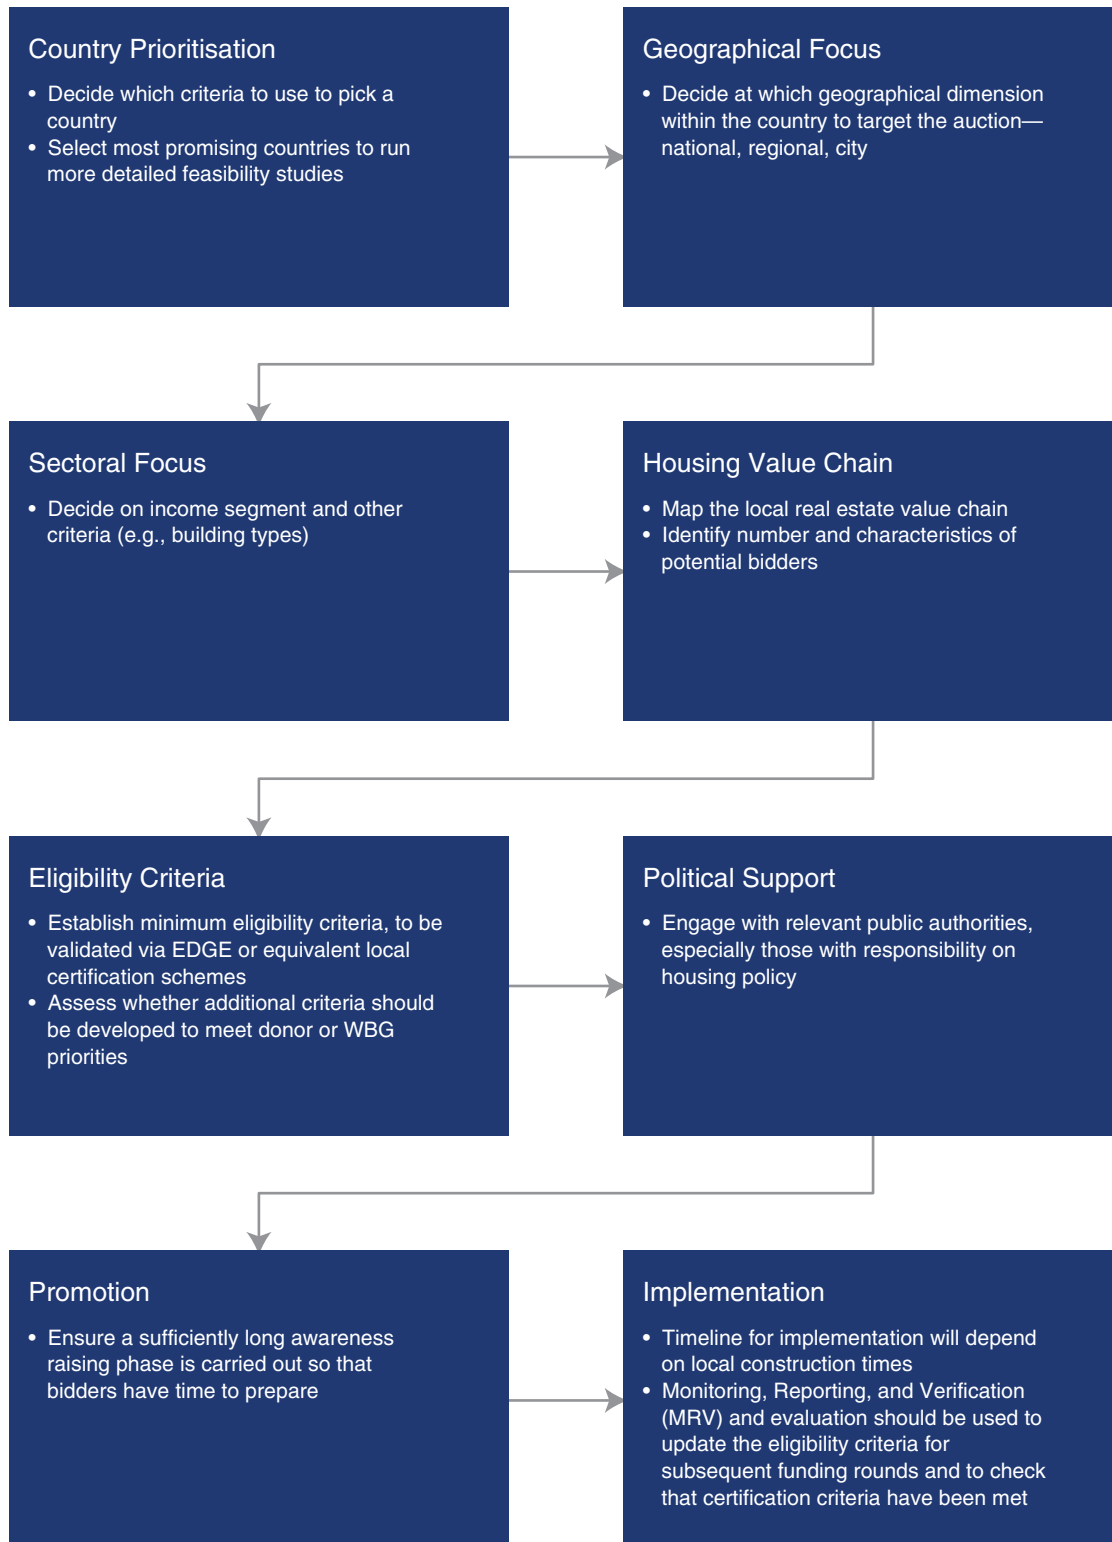 Country Prioritisation
• Decide which criteria to use to pick a
country
• Select most promising countries to run
more detailed feasibility studies
Geographical Focus
• Decide at which geographical dimension
within the country to target the auction—
national, regional, city
Sectoral Focus
• Decide on income segment and other
criteria (e.g., building types)
Housing Value Chain
• Map the local real estate value chain
• Identify number and characteristics of
potential bidders
Eligibility Criteria
• Establish minimum eligibility criteria, to be
validated via EDGE or equivalent local
certification schemes
• Assess whether additional criteria should
be developed to meet donor or WBG
priorities
Political Support
• Engage with relevant public authorities,
especially those with responsibility on
housing policy
Promotion
• Ensure a sufficiently long awareness
raising phase is carried out so that
bidders have time to prepare
Implementation
• Timeline for implementation will depend
on local construction times
• Monitoring, Reporting, and Verification
(MRV) and evaluation should be used to
update the eligibility criteria for
subsequent funding rounds and to check
that certification criteria have been met